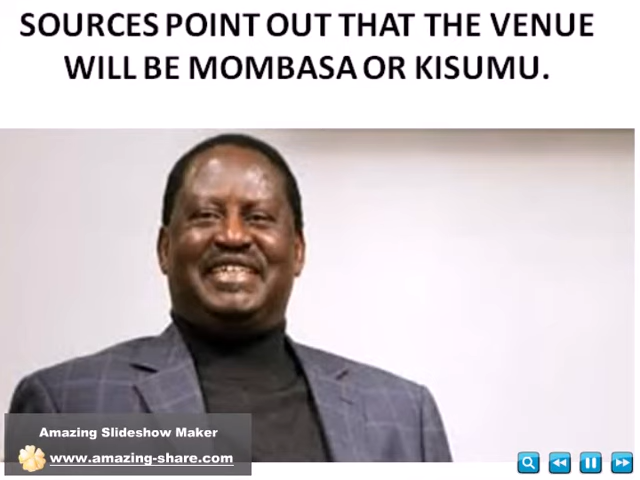 SOURCES POINT OUT THAT THE VENUE
WILL BE MOMBASA OR KISUMU.
Amazing Slideshow Maker
www.amazing-share.com